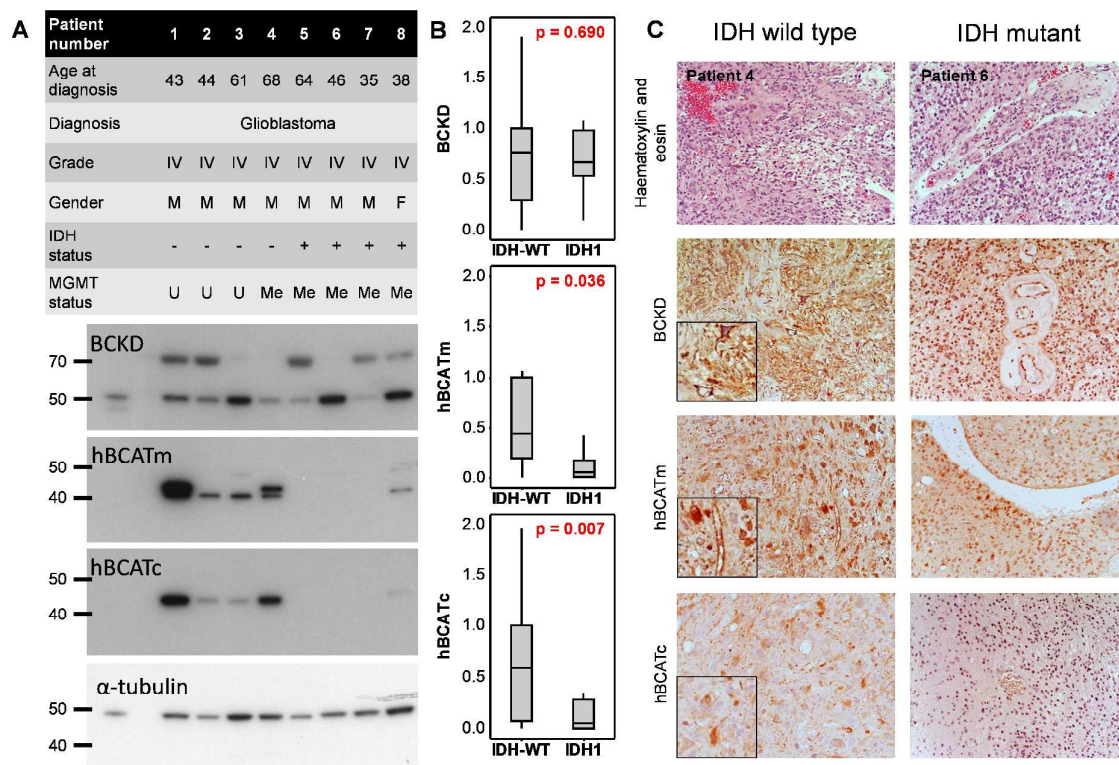 A
Patient number 1 2 3 4 5 6 7 8
Age at diagnosis 43 44 61 68 64 46 35 38
Diagnosis Glioblastoma
Grade IV IV IV IV IV IV IV IV
Gender M M M M M M M F
IDH status - - - - + + + +
MGMT status U U U Me Me Me Me Me
BCKD
70
50
hBCATm
50
40
hBCATc
50
40
α-tubulin
50
40
B
p = 0.690
BCKD
2.0
1.5
1.0
0.5
0.0
IDH-WT IDH1
p = 0.036
hBCATm
2.0
1.5
1.0
0.5
0.0
IDH-WT IDH1
p = 0.007
hBCATc
2.0
1.5
1.0
0.5
0.0
IDH-WT IDH1
C
IDH wild type IDH mutant
Haematoxylin and eosin
Patient 4 Patient 6
BCKD
hBCATm
hBCATc